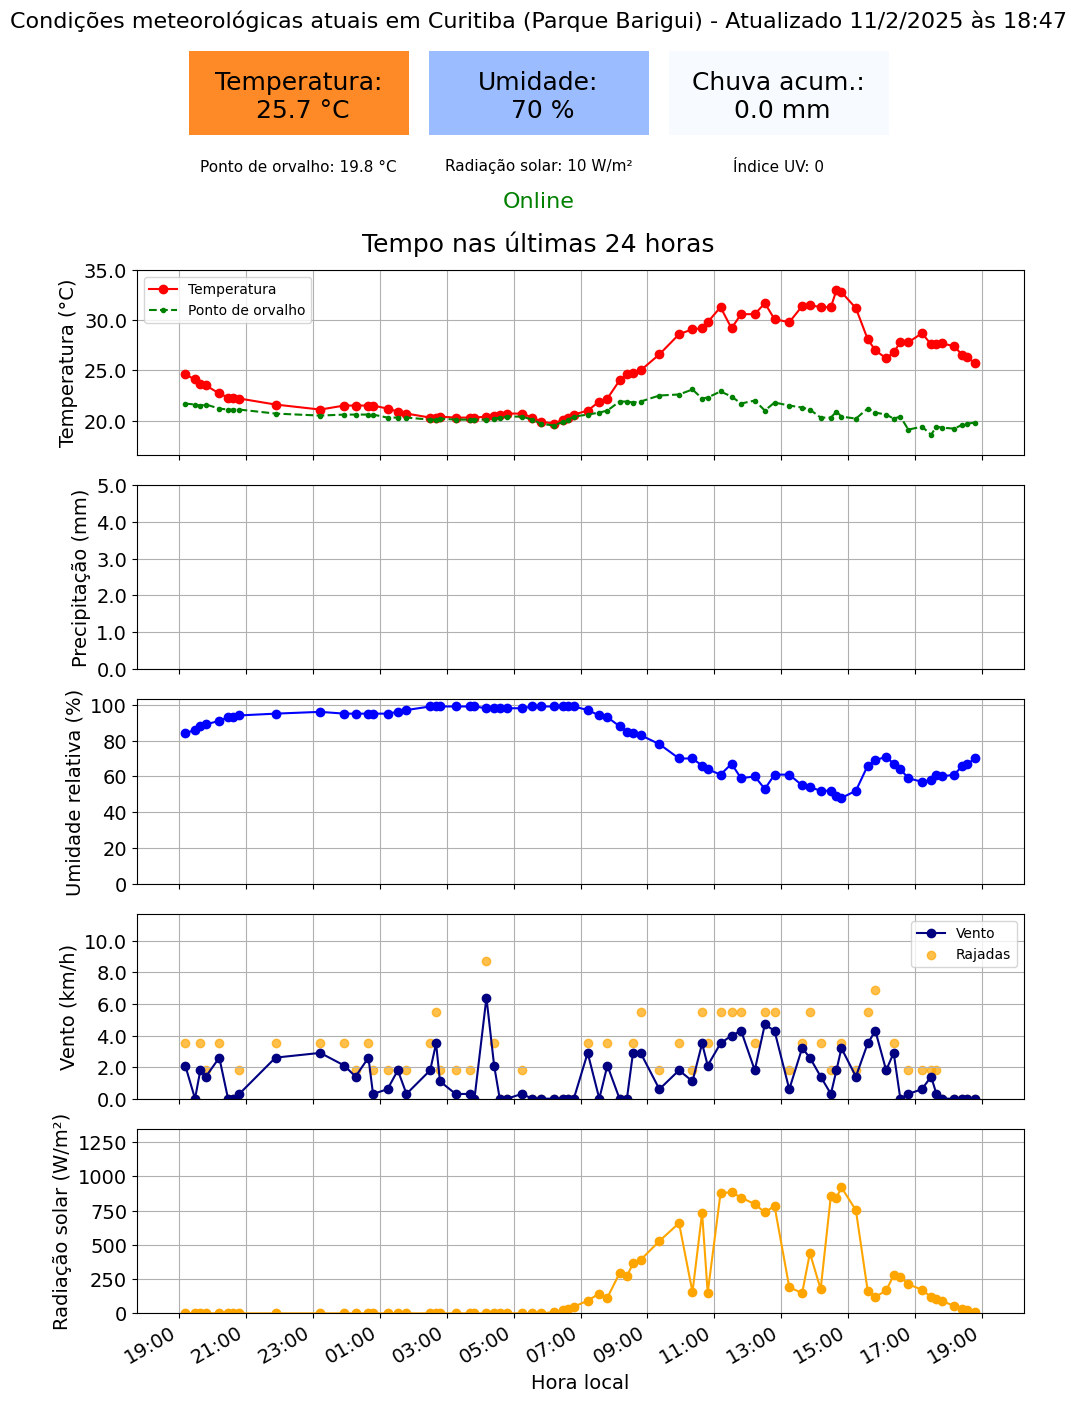 Condições meteorológicas atuais em Curitiba (Parque Barigui) - Atualizado 11/2/2025 às 18:47
Temperatura:
25.7 °C
Umidade:
70 %
Chuva acum.:
0.0 mm
Ponto de orvalho: 19.8 °C
Radiação solar: 10 W/m²
Índice UV: 0
Online
Tempo nas últimas 24 horas
Temperatura (°C)
35.0
30.0
25.0
20.0
Temperatura
Ponto de orvalho
Precipitação (mm)
5.0
4.0
3.0
2.0
1.0
0.0
Umidade relativa (%)
100
80
60
40
20
0
Vento (km/h)
10.0
8.0
6.0
4.0
2.0
0.0
Vento
Rajadas
Radiação solar (W/m²)
1250
1000
750
500
250
0
19:00
21:00
23:00
01:00
03:00
05:00
07:00
09:00
11:00
13:00
15:00
17:00
19:00
Hora local